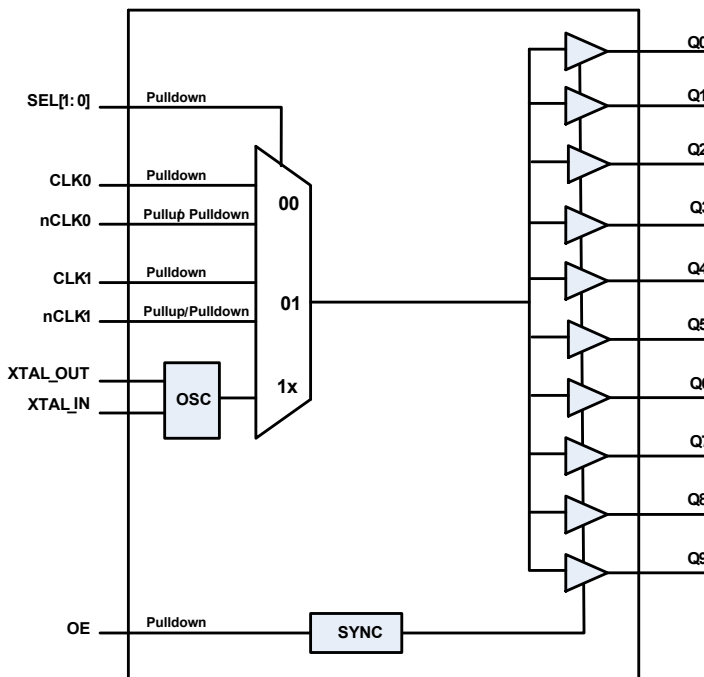 SEL[1:0] Pulldown
CLK0 Pulldown
nCLK0 Pullup Pulldown
00
CLK1 Pulldown
nCLK1 Pullup/Pulldown
01
XTAL_OUT
XTAL_IN
OSC
1x
OE Pulldown
SYNC
Q0
Q1
Q2
Q3
Q4
Q5
Q6
Q7
Q8
Q9